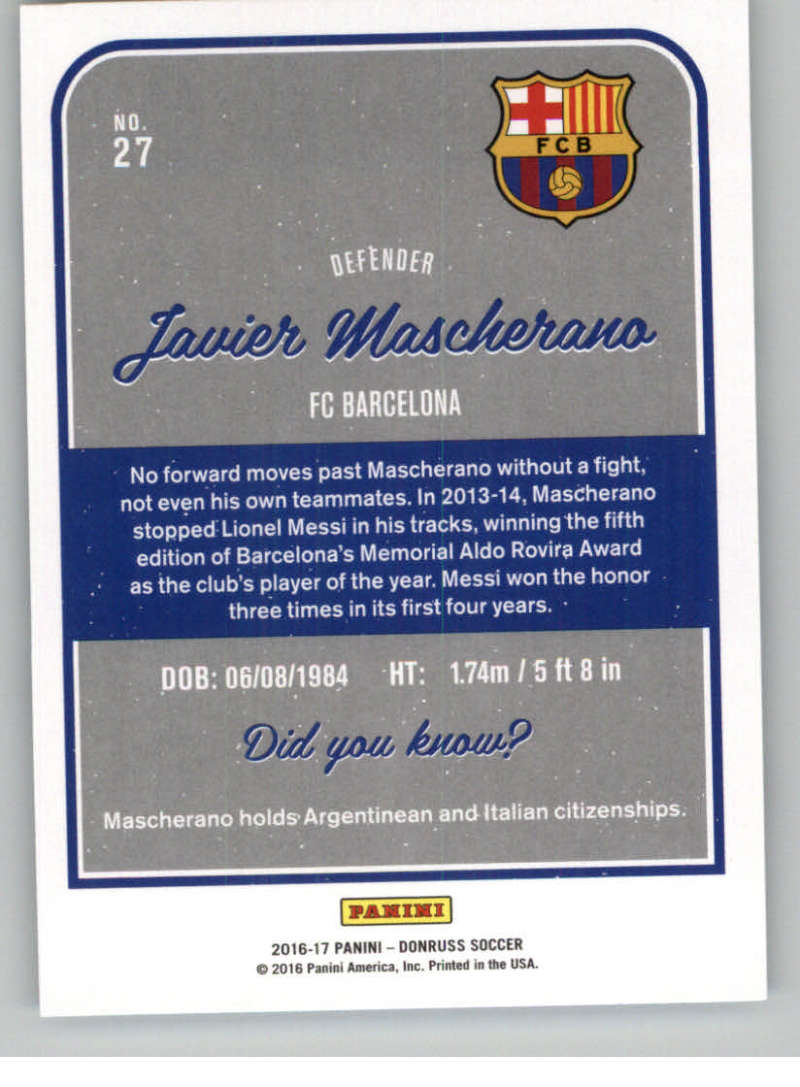 NO.
27
FCB
DEFENDER
Javier Mascherano
FC BARCELONA
No forward moves past Mascherano without a fight,
not even his own teammates. In 2013-14, Mascherano
stopped Lionel Messi in his tracks, winning the fifth
edition of Barcelona's Memorial Aldo Rovira Award
as the club's player of the year. Messi won the honor
three times in its first four years.
DOB: 06/08/1984 HT: 1.74m / 5 ft 8 in
Did you know?
Mascherano holds Argentinean and Italian citizenships.
PANINI
2016-17 PANINI – DONRUSS SOCCER
© 2016 Panini America, Inc. Printed in the USA.